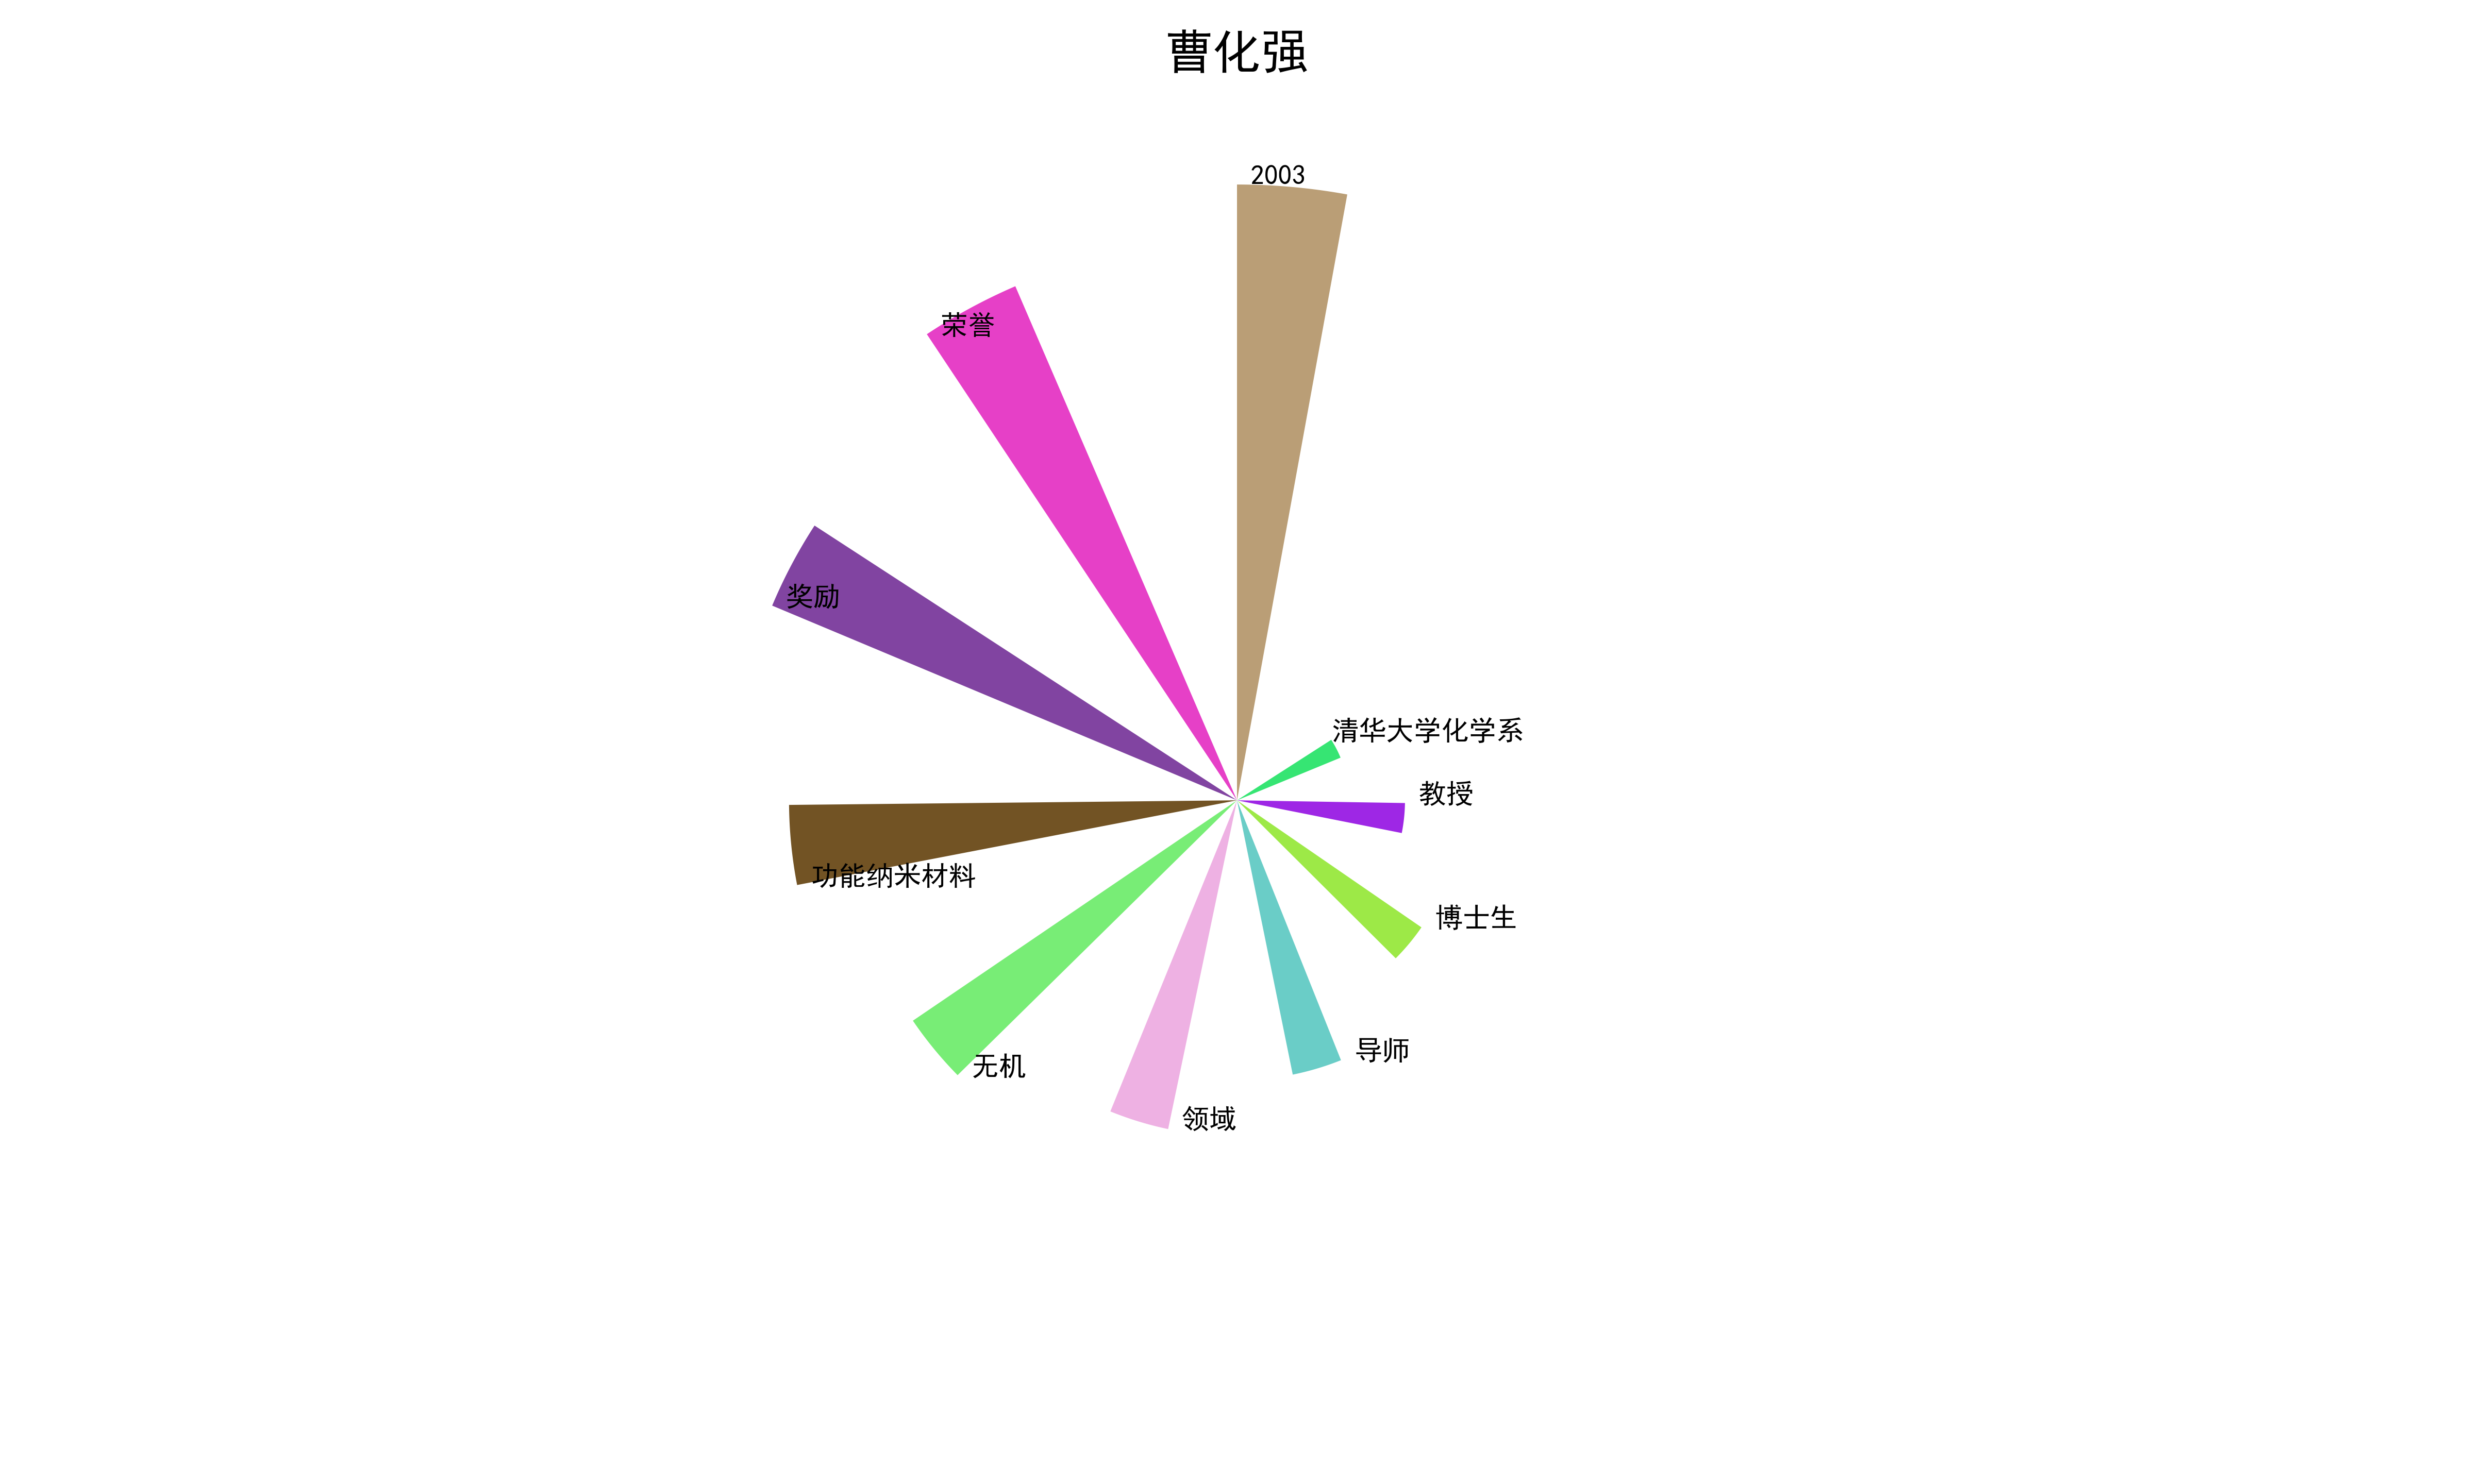 曹化强
2003
荣誉
奖励
清华大学化学系
教授
功能纳米材料
博士生
导师
无机
领域